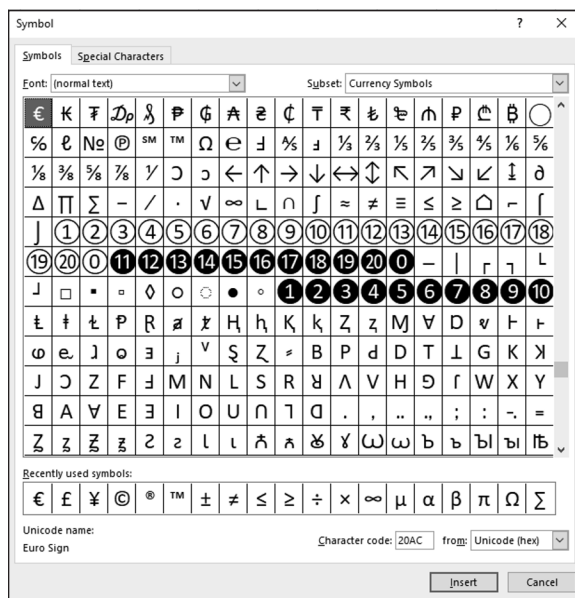 Symbol ? ×
Symbols Special Characters
Font: (normal text) Subset: Currency Symbols
€ ₭ ₮ ₯ ₰ ₱ ₲ ₳ ₴ ₵ ₸ ₹ ₺ ₻ ₼ ₽ ₾ ₿ ◯
℅ ℓ № ℗ ℠ ™ Ω ℮ Ⅎ ⅍ ⅎ ⅓ ⅔ ⅕ ⅖ ⅗ ⅘ ⅙ ⅚
⅛ ⅜ ⅝ ⅞ ⅟ Ↄ ↄ ← ↑ → ↓ ↔ ↕ ↖ ↗ ↘ ↙ ↨ ∂
∆ ∏ ∑ − ∕ ∙ √ ∞ ∟ ∩ ∫ ≈ ≠ ≡ ≤ ≥ ⌂ ⌐ ⌠
⌡ ① ② ③ ④ ⑤ ⑥ ⑦ ⑧ ⑨ ⑩ ⑪ ⑫ ⑬ ⑭ ⑮ ⑯ ⑰ ⑱
⑲ ⑳ ⓪ ⓫ ⓬ ⓭ ⓮ ⓯ ⓰ ⓱ ⓲ ⓳ ⓴ ⓿ ─ │ ┌ ┐ └
┘ □ ▪ ▫ ◊ ○ ◌ ● ◦ ❶ ❷ ❸ ❹ ❺ ❻ ❼ ❽ ❾ ❿
Ɫ ⱡ Ɫ Ᵽ Ɽ ⱥ ⱦ Ⱨ ⱨ Ⱪ ⱪ Ⱬ ⱬ Ɱ Ɐ Ɒ ⱱ Ⱶ ⱶ
ⱷ ⱸ ⱹ ⱺ ⱻ ⱼ ⱽ Ȿ Ɀ ⸗ ꓐ ꓑ ꓒ ꓓ ꓔ ꓕ ꓖ ꓗ ꓘ
ꓙ ꓛ ꓜ ꓝ ꓞ ꓟ ꓠ ꓡ ꓢ ꓣ ꓤ ꓥ ꓦ ꓧ ꓨ ꓩ ꓪ ꓫ ꓬ
ꓭ ꓮ ꓯ ꓰ ꓱ ꓲ ꓳ ꓴ ꓵ ꓶ ꓷ ꓸ ꓹ ꓺ ꓻ ꓼ ꓽ ꓾ ꓿
Ꙁ ꙁ Ꙃ ꙃ Ꙅ ꙅ Ꙇ ꙇ Ꙉ ꙉ Ꙋ ꙋ Ꙍ ꙍ Ꙏ ꙏ Ꙑ ꙑ Ꙓ
Recently used symbols:
€ £ ¥ © ® ™ ± ≠ ≤ ≥ ÷ × ∞ µ α β π Ω ∑
Unicode name:
Euro Sign
Character code: 20AC from: Unicode (hex)
Insert Cancel